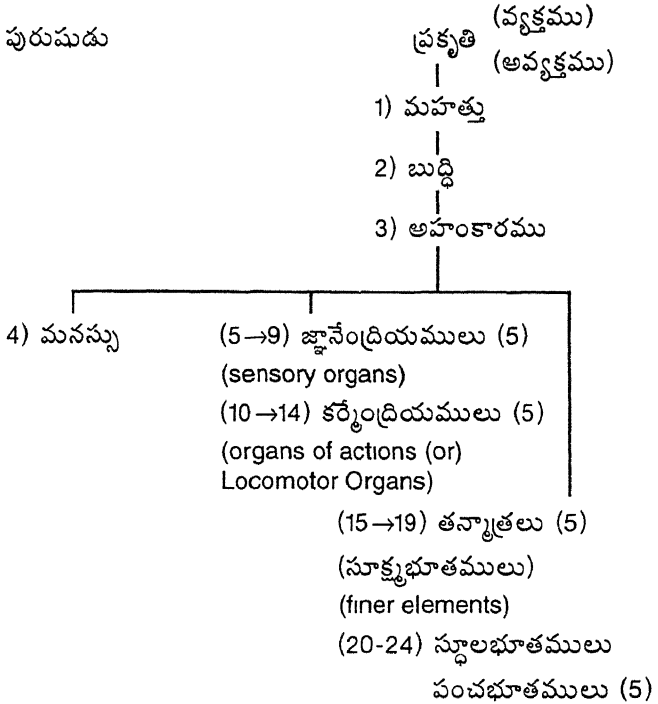 పురుషుడు
ప్రకృతి
(వ్యక్తము)
(అవ్యక్తము)
1) మహత్తు
2) బుద్ధి
3) అహంకారము
4) మనస్సు
(5→9) జ్ఞానేంద్రియములు (5)
(sensory organs)
(10→14) కర్మేంద్రియములు (5)
(organs of actions (or)
Locomotor Organs)
(15→19) తన్మాత్రలు (5)
(సూక్ష్మభూతములు)
(finer elements)
(20-24) స్థూలభూతములు
పంచభూతములు (5)